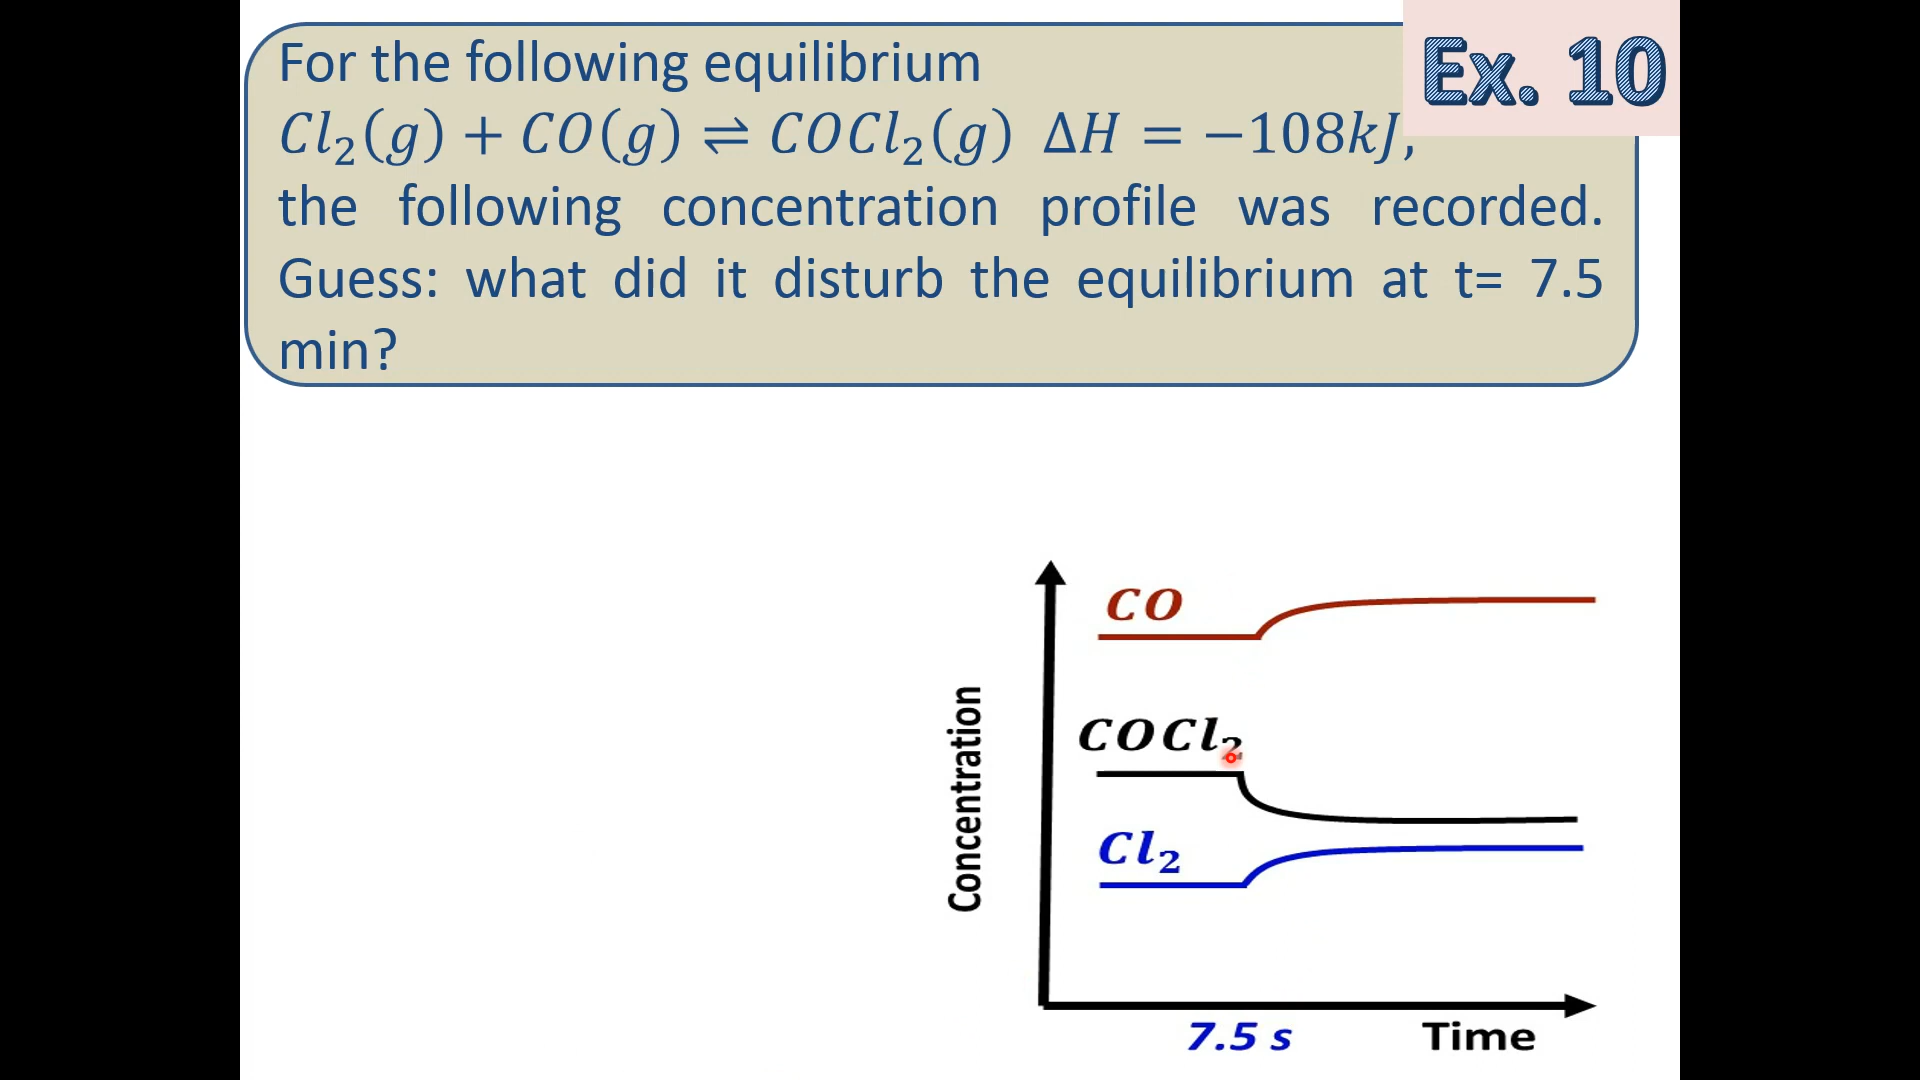 For the following equilibrium
Ex. 10
Cl₂(g) + CO(g) ⇌ COCl₂(g) ΔH = −108kJ,
the following concentration profile was recorded.
Guess: what did it disturb the equilibrium at t= 7.5
min?
CO
COCl₂
Cl₂
Concentration
7.5 s
Time